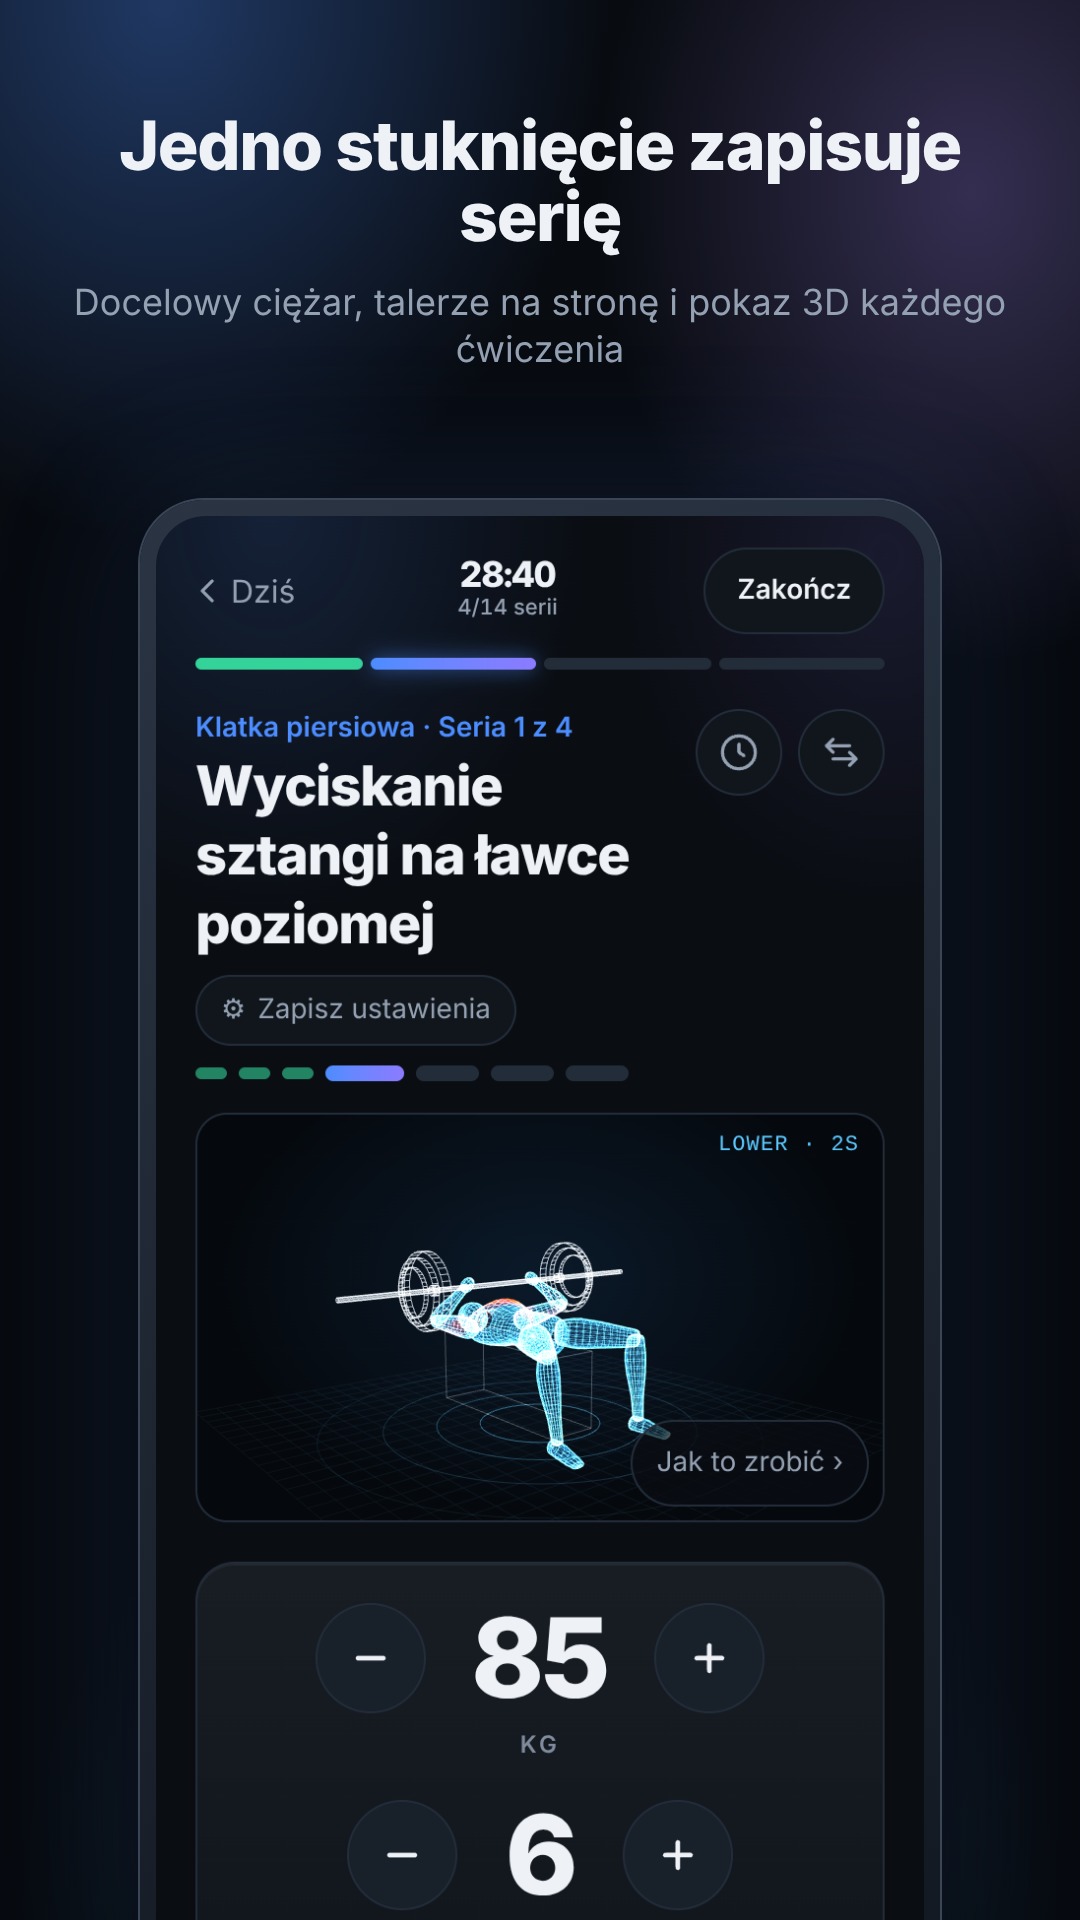 Jedno stuknięcie zapisuje
serię
Docelowy ciężar, talerze na stronę i pokaz 3D każdego
ćwiczenia
Dziś
28:40
4/14 serii
Zakończ
Klatka piersiowa · Seria 1 z 4
Wyciskanie
sztangi na ławce
poziomej
Zapisz ustawienia
LOWER · 2S
Jak to zrobić ›
− 85 +
KG
− 6 +